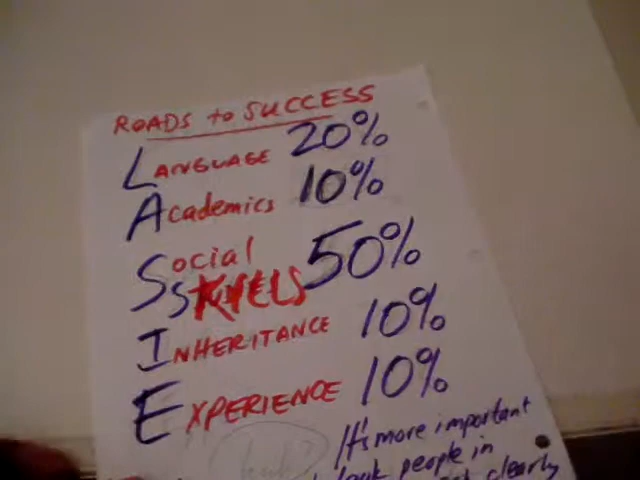 ROADS to SUCCESS
LANGUAGE 20%
Academics 10%
Social 50%
SKILLS
INHERITANCE 10%
EXPERIENCE 10%
It's more important
look people in
clearly